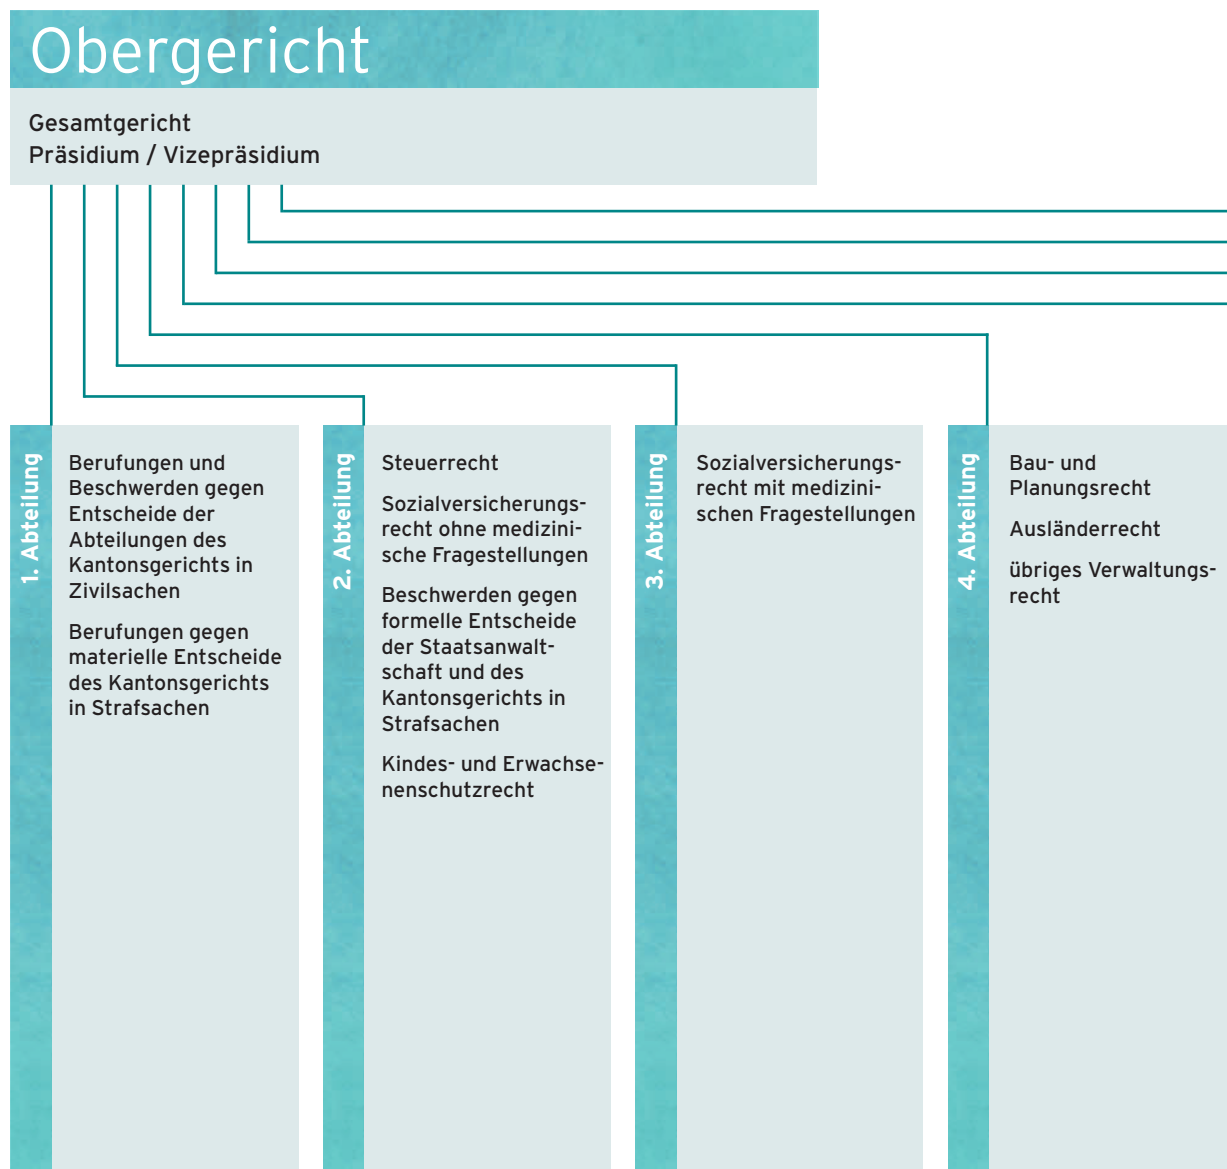 Obergericht
Gesamtgericht
Präsidium / Vizepräsidium
1. Abteilung
Berufungen und
Beschwerden gegen
Entscheide der
Abteilungen des
Kantonsgerichts in
Zivilsachen
Berufungen gegen
materielle Entscheide
des Kantonsgerichts
in Strafsachen
2. Abteilung
Steuerrecht
Sozialversicherungs-
recht ohne medizini-
sche Fragestellungen
Beschwerden gegen
formelle Entscheide
der Staatsanwalt-
schaft und des
Kantonsgerichts in
Strafsachen
Kindes- und Erwachse-
nenschutzrecht
3. Abteilung
Sozialversicherungs-
recht mit medizini-
schen Fragestellungen
4. Abteilung
Bau- und
Planungsrecht
Ausländerrecht
übriges Verwaltungs-
recht